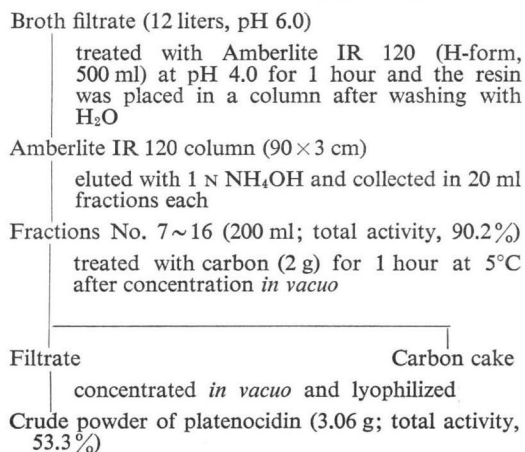 Broth filtrate (12 liters, pH 6.0)
treated with Amberlite IR 120 (H-form,
500 ml) at pH 4.0 for 1 hour and the resin
was placed in a column after washing with
H₂O
Amberlite IR 120 column (90×3 cm)
eluted with 1 N NH₄OH and collected in 20 ml
fractions each
Fractions No. 7~16 (200 ml; total activity, 90.2%)
treated with carbon (2 g) for 1 hour at 5°C
after concentration in vacuo
Filtrate Carbon cake
concentrated in vacuo and lyophilized
Crude powder of platenocidin (3.06 g; total activity,
53.3%)